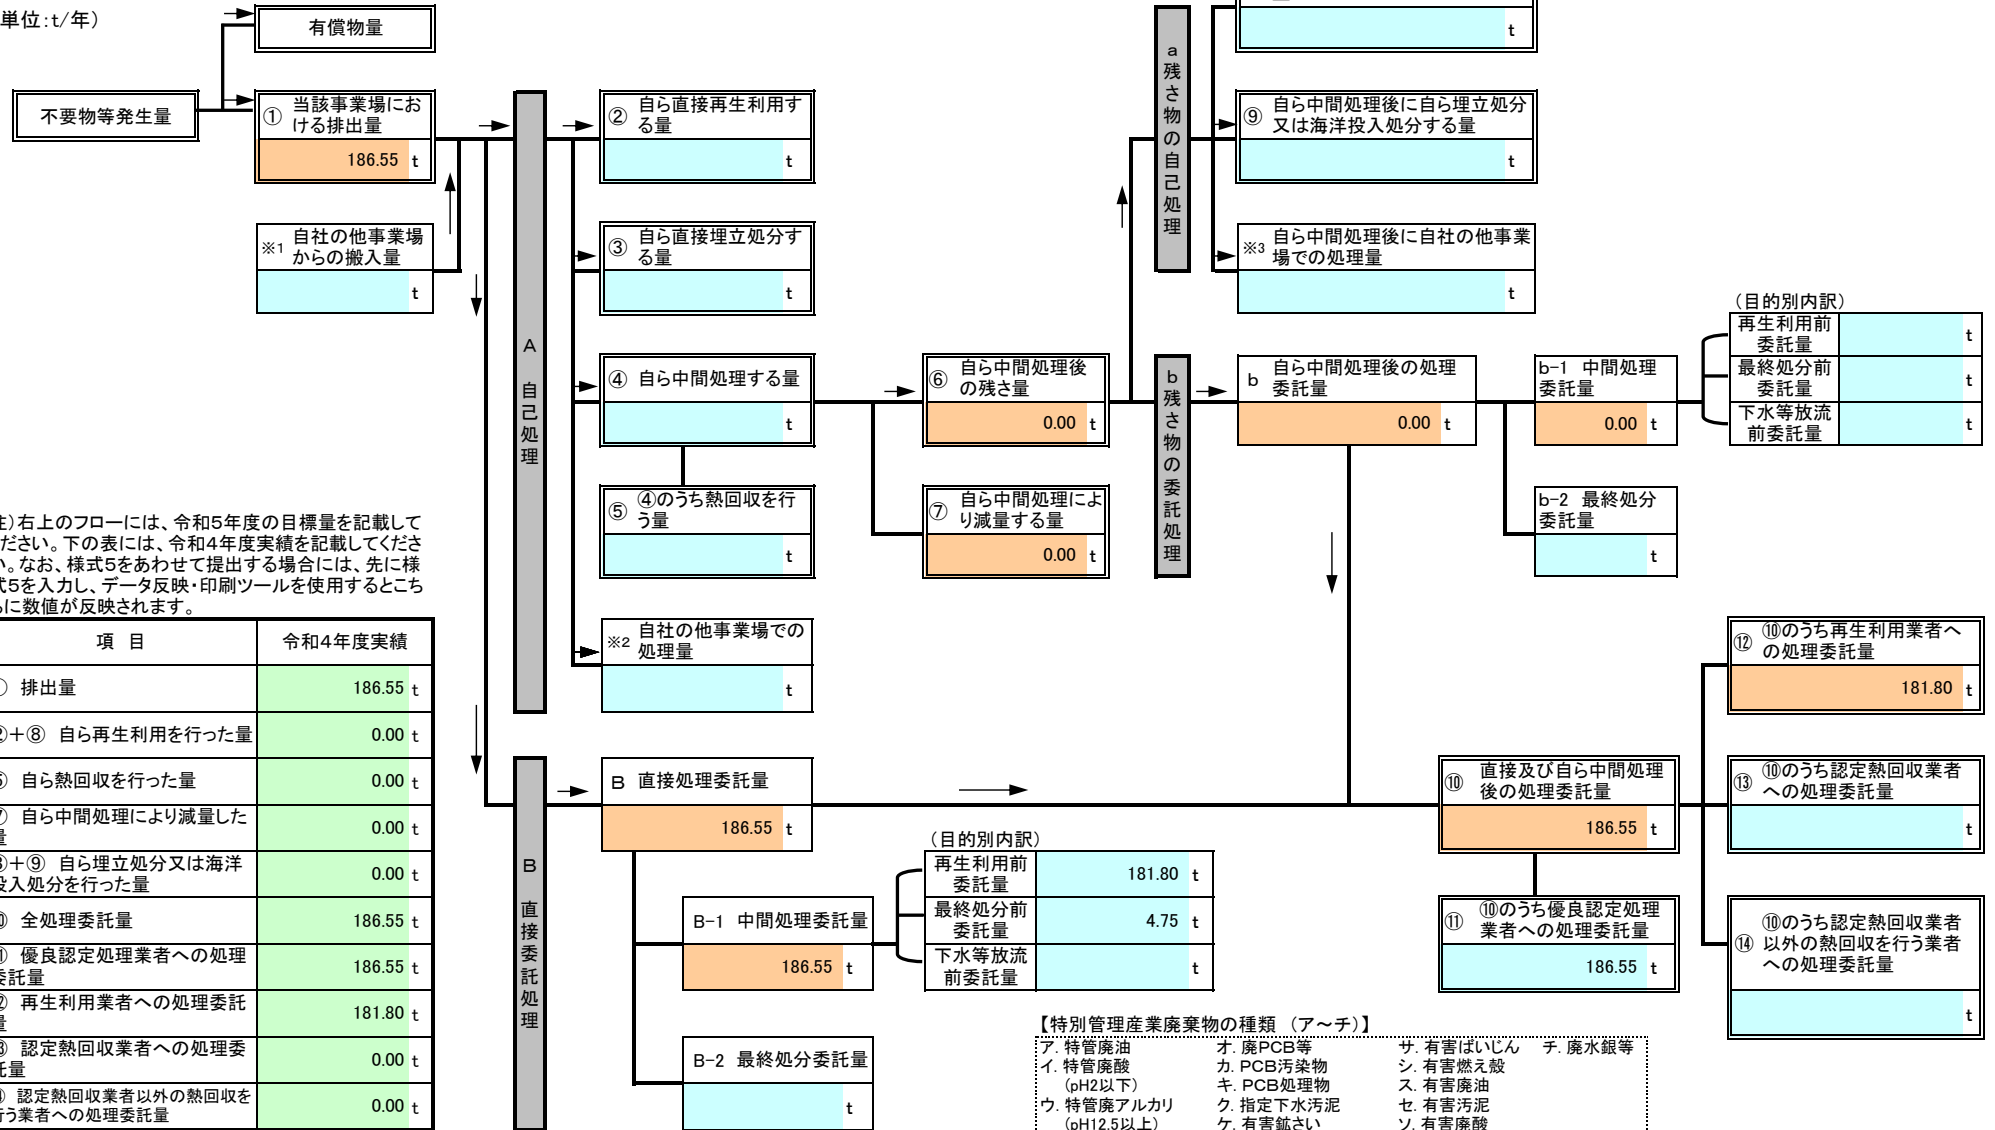 単位:t/年)
有償物量
不要物等発生量
① 当該事業場にお
ける排出量
186.55 t
※1 自社の他事業場
からの搬入量
t
A 自己処理
② 自ら直接再生利用す
る量
t
③ 自ら直接埋立処分す
る量
t
④ 自ら中間処理する量
t
⑤ ④のうち熱回収を行
う量
t
※2 自社の他事業場での
処理量
t
⑥ 自ら中間処理後
の残さ量
0.00 t
⑦ 自ら中間処理によ
り減量する量
0.00 t
a 残さ物の自己処理
t
⑨ 自ら中間処理後に自ら埋立処分
又は海洋投入処分する量
t
※3 自ら中間処理後に自社の他事業
場での処理量
t
b 残さ物の委託処理
b 自ら中間処理後の処理
委託量
0.00 t
b-1 中間処理
委託量
0.00 t
b-2 最終処分
委託量
t
(目的別内訳)
再生利用前
委託量
t
最終処分前
委託量
t
下水等放流
前委託量
t
)右上のフローには、令和5年度の目標量を記載して
ださい。下の表には、令和4年度実績を記載してくださ
。なお、様式5をあわせて提出する場合には、先に様
式5を入力し、データ反映・印刷ツールを使用するとこち
に数値が反映されます。
項 目 令和4年度実績
排出量 186.55 t
+⑧ 自ら再生利用を行った量 0.00 t
自ら熱回収を行った量 0.00 t
自ら中間処理により減量した
量 0.00 t
+⑨ 自ら埋立処分又は海洋
投入処分を行った量 0.00 t
全処理委託量 186.55 t
優良認定処理業者への処理
委託量 186.55 t
再生利用業者への処理委託
量 181.80 t
認定熱回収業者への処理委
託量 0.00 t
認定熱回収業者以外の熱回収を
行う業者への処理委託量 0.00 t
B 直接委託処理
B 直接処理委託量
186.55 t
B-1 中間処理委託量
186.55 t
B-2 最終処分委託量
t
(目的別内訳)
再生利用前
委託量
181.80 t
最終処分前
委託量
4.75 t
下水等放流
前委託量
t
⑩ 直接及び自ら中間処理
後の処理委託量
186.55 t
⑪ ⑩のうち優良認定処理
業者への処理委託量
186.55 t
⑫ ⑩のうち再生利用業者へ
の処理委託量
181.80 t
⑬ ⑩のうち認定熱回収業者
への処理委託量
t
⑭ ⑩のうち認定熱回収業者
以外の熱回収を行う業者
への処理委託量
t
【特別管理産業廃棄物の種類 (ア～チ)】
ア. 特管廃油 オ. 廃PCB等 サ. 有害ばいじん チ. 廃水銀等
イ. 特管廃酸 カ. PCB汚染物 シ. 有害燃え殻
(pH2以下) キ. PCB処理物 ス. 有害廃油
ウ. 特管廃アルカリ ク. 指定下水汚泥 セ. 有害汚泥
(pH12.5以上) ケ. 有害鉱さい ソ. 有害廃酸